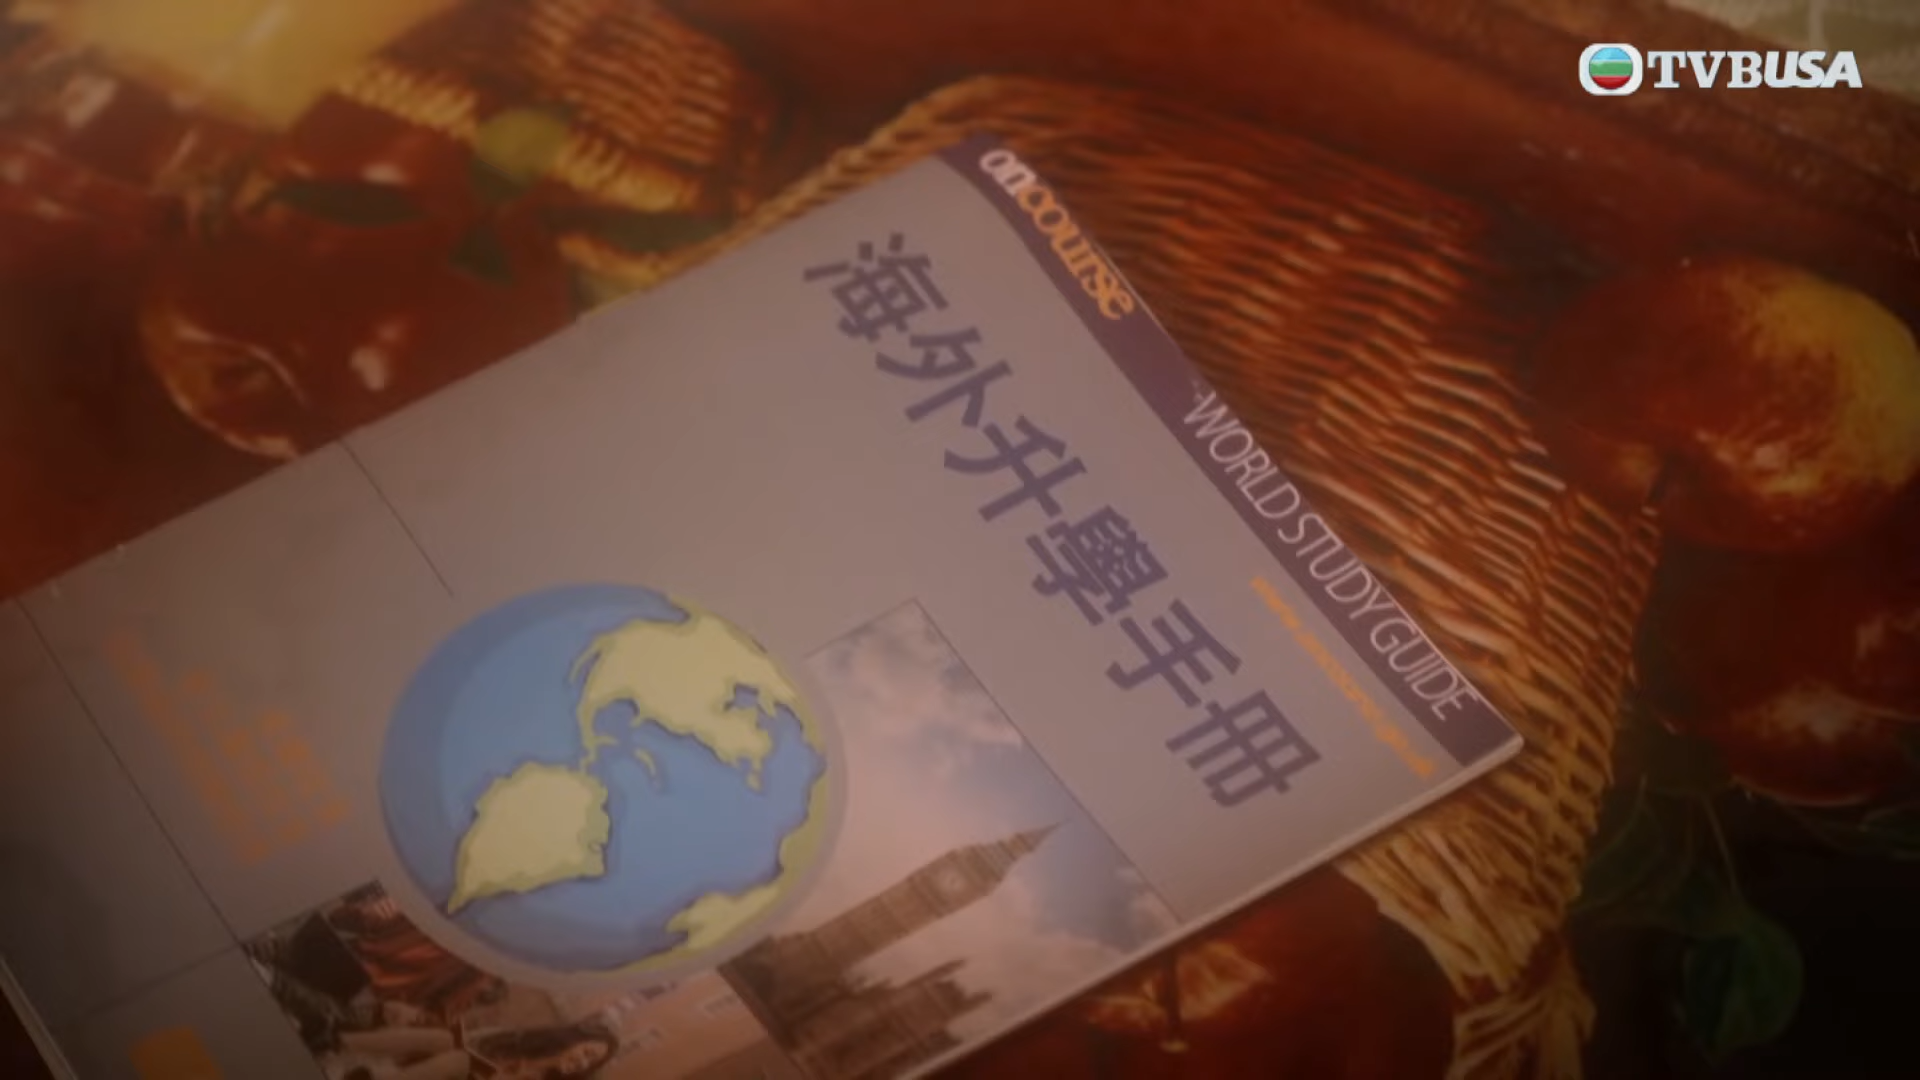 TVBUSA
oncourse
WORLD STUDY GUIDE
海外升學手冊